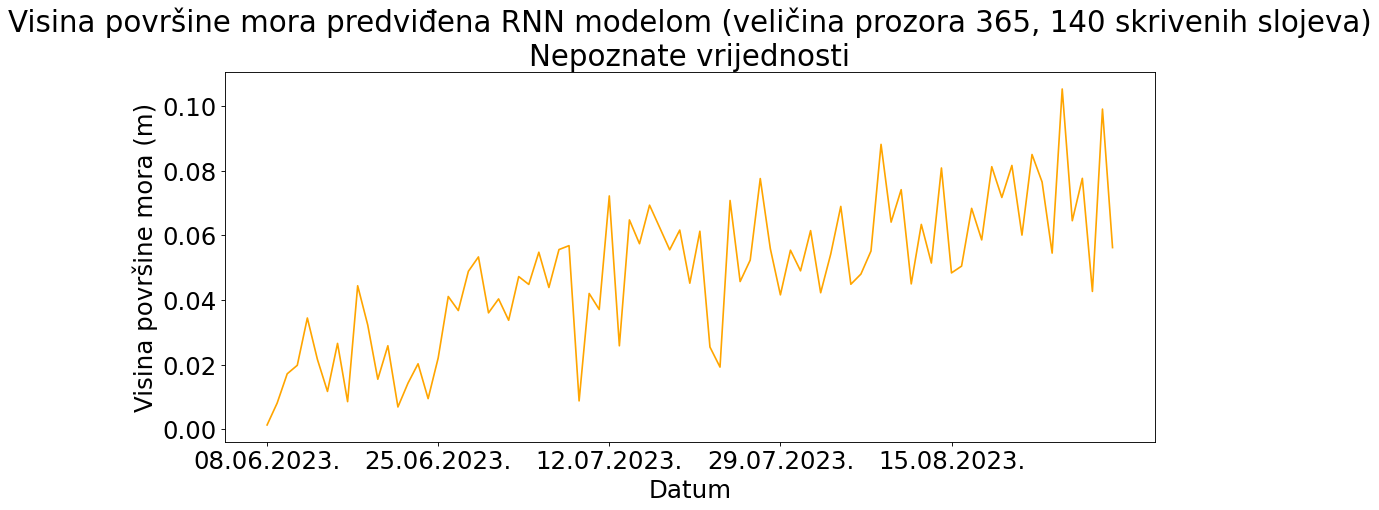 Visina površine mora predviđena RNN modelom (veličina prozora 365, 140 skrivenih slojeva)
Nepoznate vrijednosti
Visina površine mora (m)
0.10
0.08
0.06
0.04
0.02
0.00
08.06.2023. 25.06.2023. 12.07.2023. 29.07.2023. 15.08.2023.
Datum